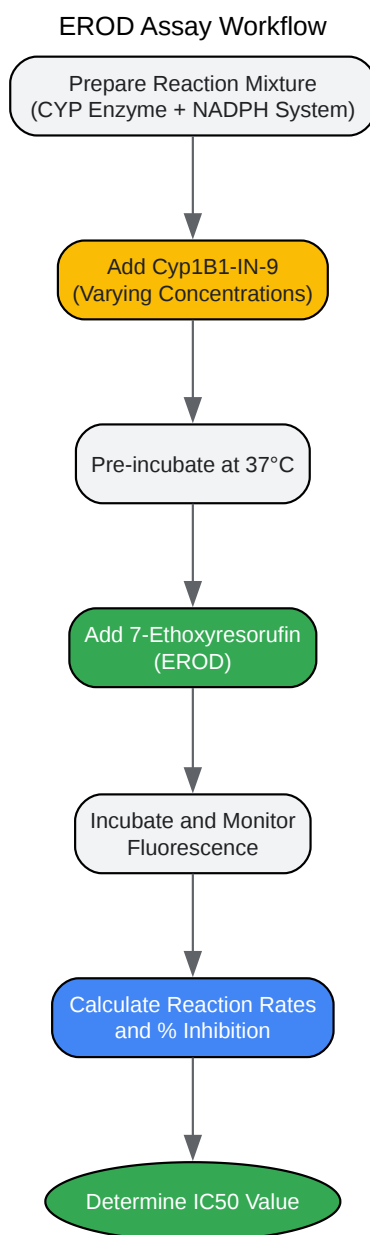 EROD Assay Workflow
Prepare Reaction Mixture
(CYP Enzyme + NADPH System)
Add Cyp1B1-IN-9
(Varying Concentrations)
Pre-incubate at 37°C
Add 7-Ethoxyresorufin
(EROD)
Incubate and Monitor
Fluorescence
Calculate Reaction Rates
and % Inhibition
Determine IC50 Value